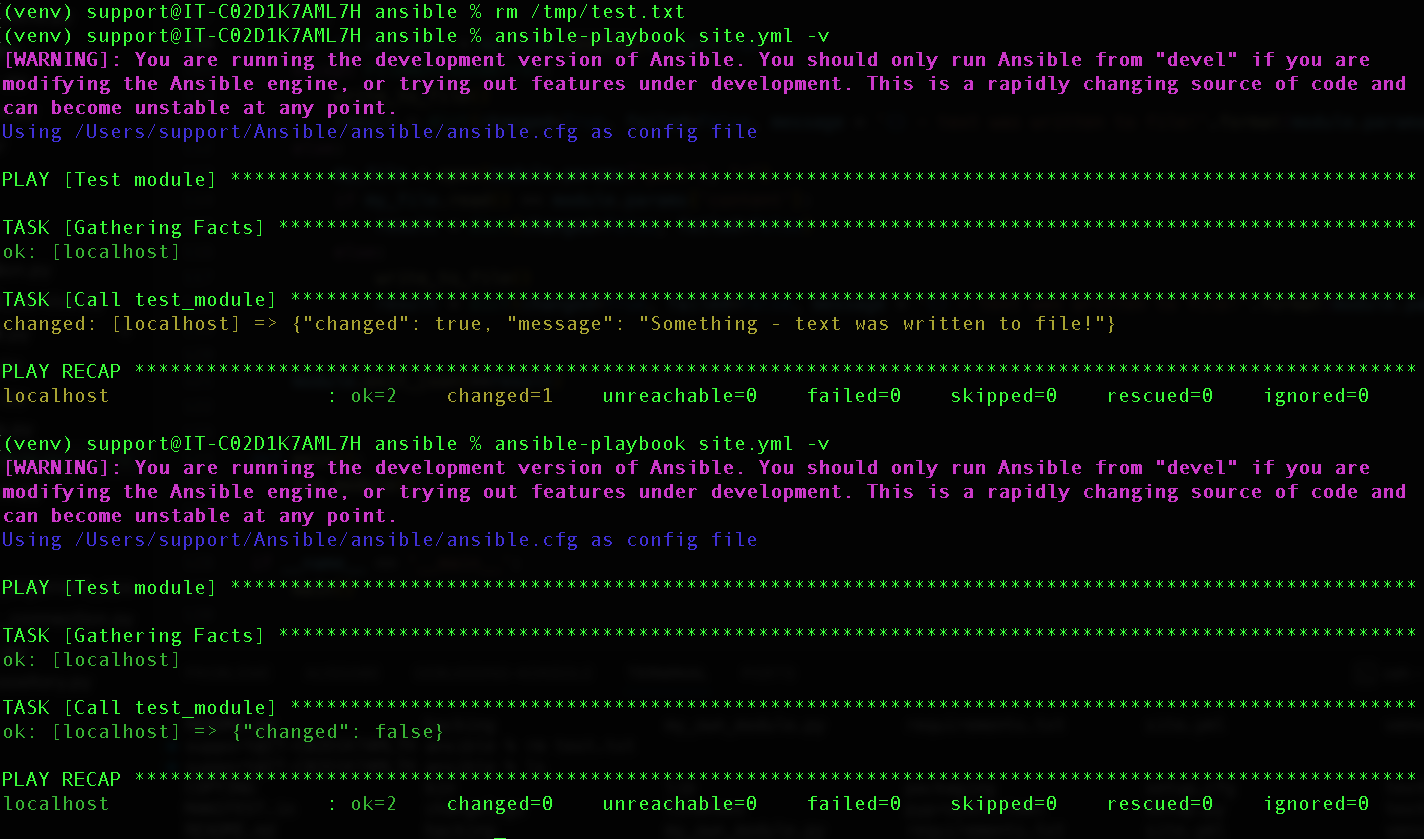 (venv) support@IT-C02D1K7AML7H ansible % rm /tmp/test.txt
(venv) support@IT-C02D1K7AML7H ansible % ansible-playbook site.yml -v
[WARNING]: You are running the development version of Ansible. You should only run Ansible from "devel" if you are
modifying the Ansible engine, or trying out features under development. This is a rapidly changing source of code and
can become unstable at any point.
Using /Users/support/Ansible/ansible/ansible.cfg as config file
PLAY [Test module] ***************************************************************************************************
TASK [Gathering Facts] ***********************************************************************************************
ok: [localhost]
TASK [Call test_module] **********************************************************************************************
changed: [localhost] => {"changed": true, "message": "Something - text was written to file!"}
PLAY RECAP ***********************************************************************************************************
localhost                  : ok=2    changed=1    unreachable=0    failed=0    skipped=0    rescued=0    ignored=0
(venv) support@IT-C02D1K7AML7H ansible % ansible-playbook site.yml -v
[WARNING]: You are running the development version of Ansible. You should only run Ansible from "devel" if you are
modifying the Ansible engine, or trying out features under development. This is a rapidly changing source of code and
can become unstable at any point.
Using /Users/support/Ansible/ansible/ansible.cfg as config file
PLAY [Test module] ***************************************************************************************************
TASK [Gathering Facts] ***********************************************************************************************
ok: [localhost]
TASK [Call test_module] **********************************************************************************************
ok: [localhost] => {"changed": false}
PLAY RECAP ***********************************************************************************************************
localhost                  : ok=2    changed=0    unreachable=0    failed=0    skipped=0    rescued=0    ignored=0